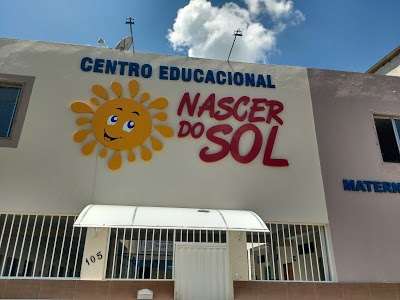 CENTRO EDUCACIONAL
NASCER
DO SOL
MATERN
105